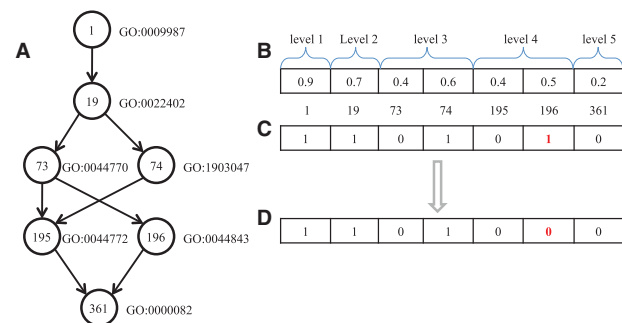 A
1 GO:0009987
19 GO:0022402
73 GO:0044770 74 GO:1903047
195 GO:0044772 196 GO:0044843
361 GO:0000082
level 1 Level 2 level 3 level 4 level 5
B 0.9 0.7 0.4 0.6 0.4 0.5 0.2
1 19 73 74 195 196 361
C 1 1 0 1 0 1 0
D 1 1 0 1 0 0 0